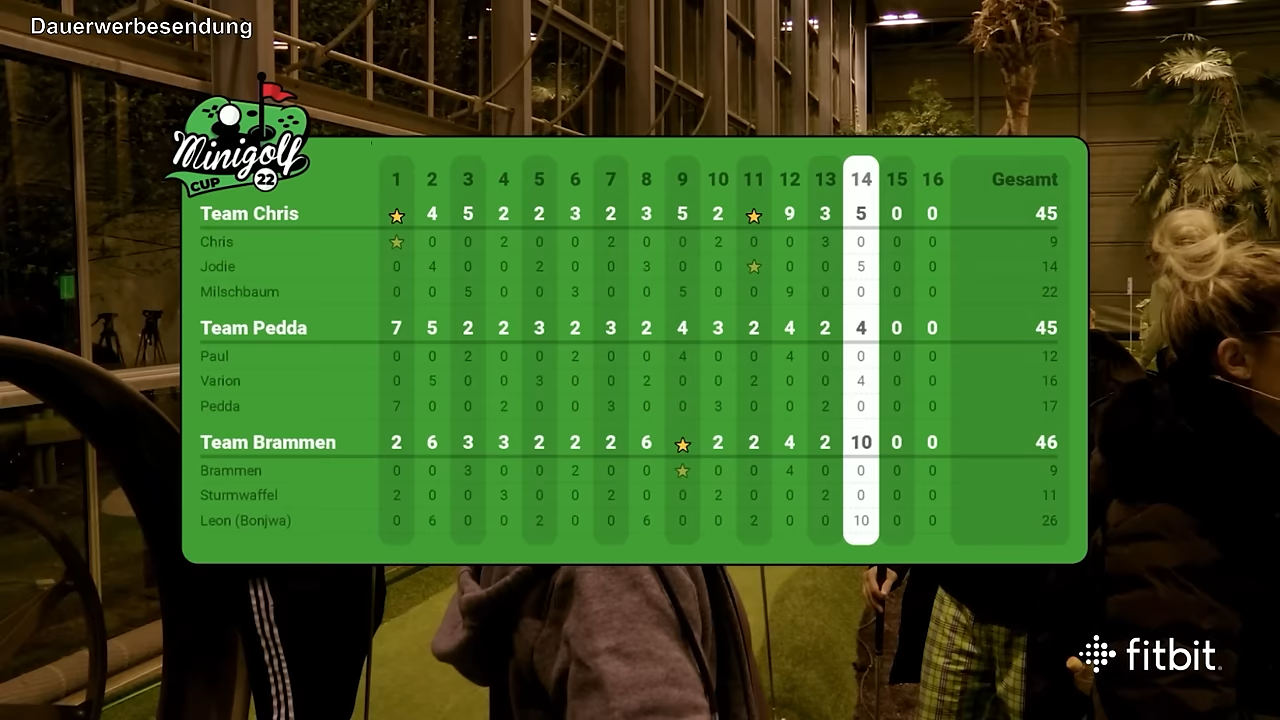 Dauerwerbesendung
Minigolf
CUP 22
1 2 3 4 5 6 7 8 9 10 11 12 13 14 15 16 Gesamt
Team Chris ★ 4 5 2 2 3 2 3 5 2 ★ 9 3 5 0 0 45
Chris ★ 0 0 2 0 0 2 0 0 2 0 0 3 0 0 0 9
Jodie 0 4 0 0 2 0 0 3 0 0 ★ 0 0 5 0 0 14
Milschbaum 0 0 5 0 0 3 0 0 5 0 0 9 0 0 0 0 22
Team Pedda 7 5 2 2 3 2 3 2 4 3 2 4 2 4 0 0 45
Paul 0 0 2 0 0 2 0 0 4 0 0 4 0 0 0 0 12
Varion 0 5 0 0 3 0 0 2 0 0 2 0 0 4 0 0 16
Pedda 7 0 0 2 0 0 3 0 0 3 0 0 2 0 0 0 17
Team Brammen 2 6 3 3 2 2 2 6 ★ 2 2 4 2 10 0 0 46
Brammen 0 0 3 0 0 2 0 0 ★ 0 0 4 0 0 0 0 9
Sturmwaffel 2 0 0 3 0 0 2 0 0 2 0 0 2 0 0 0 11
Leon (Bonjwa) 0 6 0 0 2 0 0 6 0 0 2 0 0 10 0 0 26
fitbit